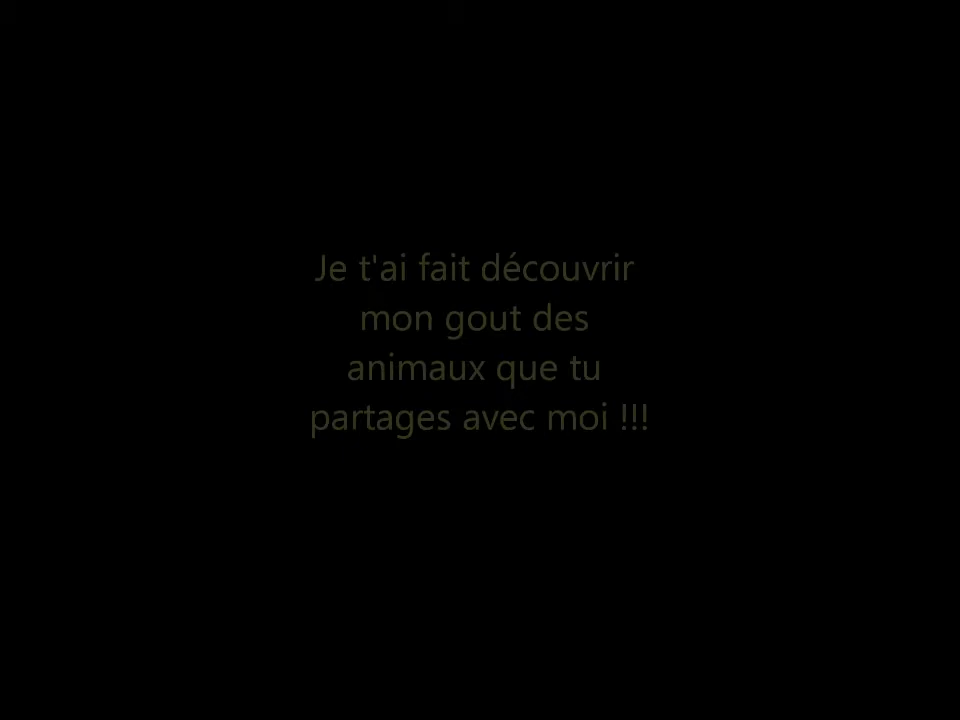 Je t'ai fait découvrir
mon gout des
animaux que tu
partages avec moi !!!